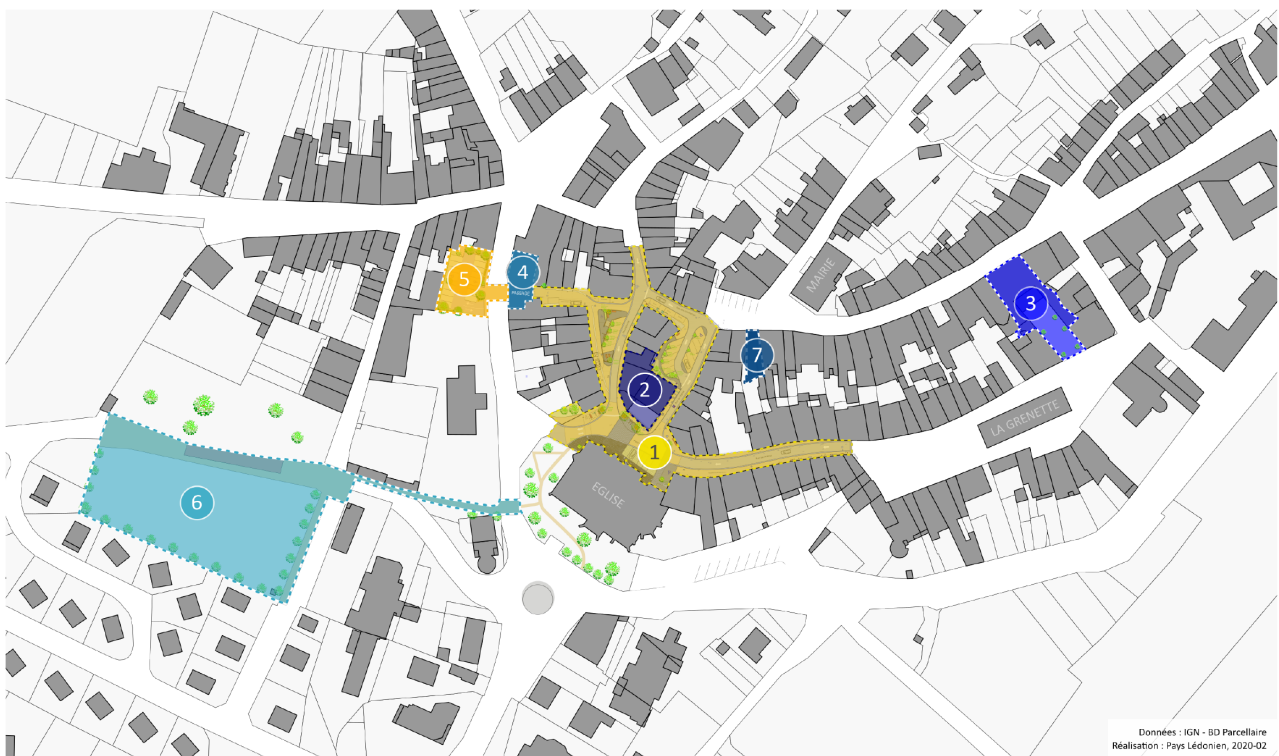 MAIRIE
5
4
PASSAGE
3
7
2
LA GRENETTE
1
EGLISE
6
Données : IGN - BD Parcellaire
Réalisation : Pays Lédonien, 2020-02